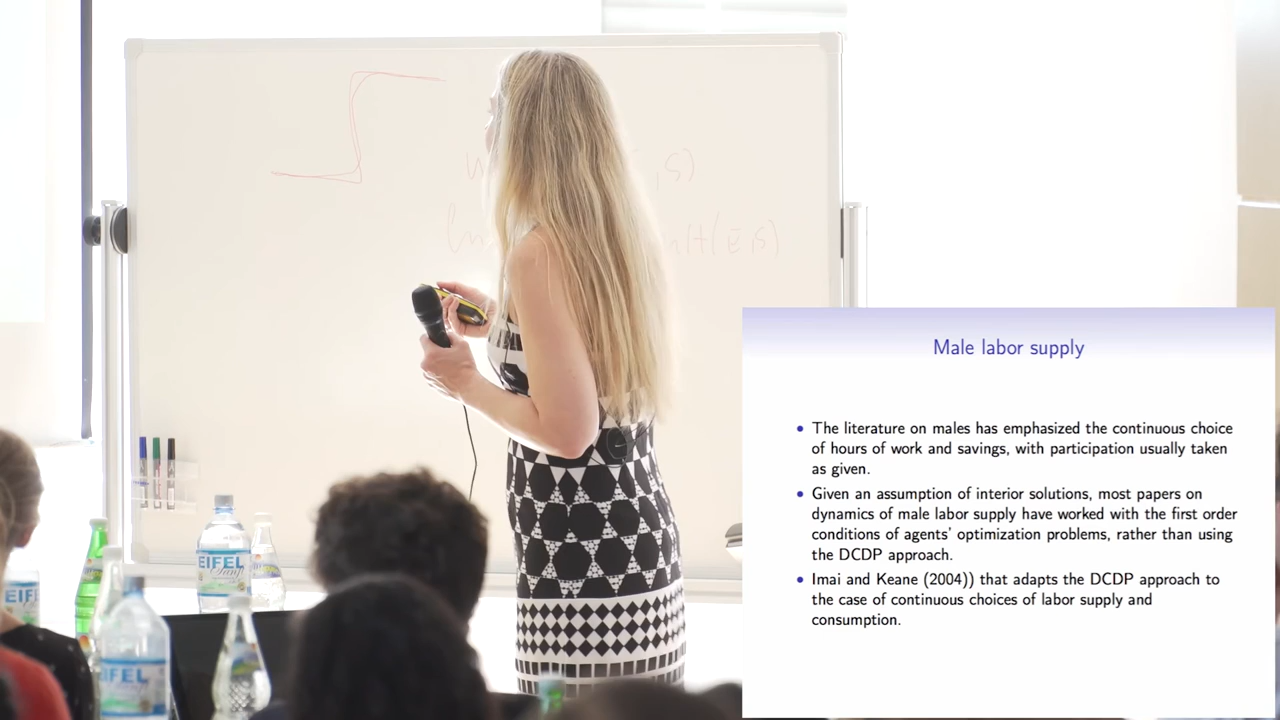 Male labor supply
• The literature on males has emphasized the continuous choice
of hours of work and savings, with participation usually taken
as given.
• Given an assumption of interior solutions, most papers on
dynamics of male labor supply have worked with the first order
conditions of agents' optimization problems, rather than using
the DCDP approach.
• Imai and Keane (2004)) that adapts the DCDP approach to
the case of continuous choices of labor supply and
consumption.
EIFEL